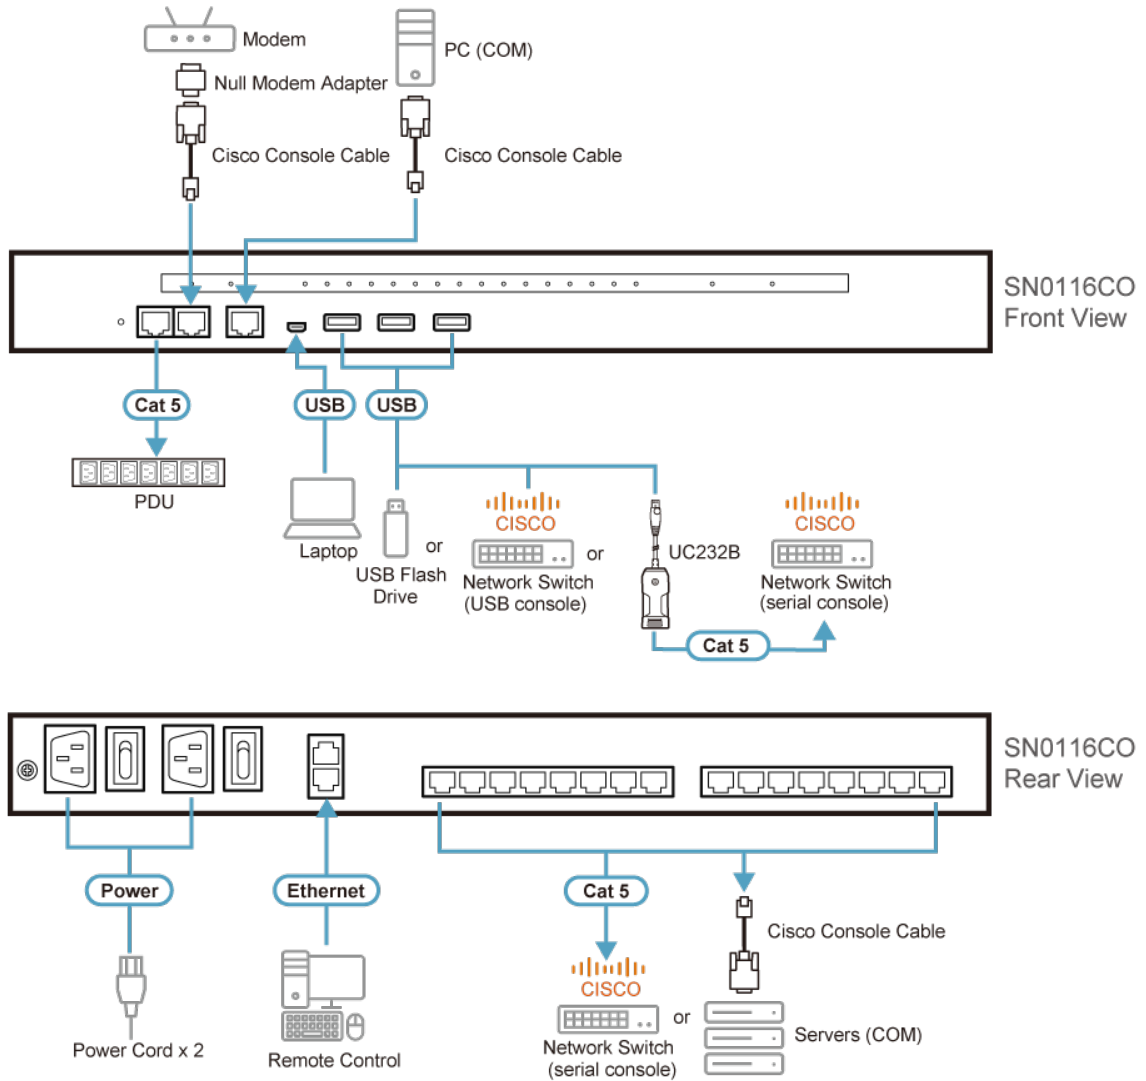 Modem
PC (COM)
Null Modem Adapter
Cisco Console Cable
Cisco Console Cable
SN0116CO
Front View
Cat 5
USB
USB
PDU
CISCO
CISCO
Laptop
or
or
UC232B
USB Flash
Drive
Network Switch
(USB console)
Network Switch
(serial console)
Cat 5
SN0116CO
Rear View
Power
Ethernet
Cat 5
Cisco Console Cable
CISCO
or
Servers (COM)
Power Cord x 2
Remote Control
Network Switch
(serial console)